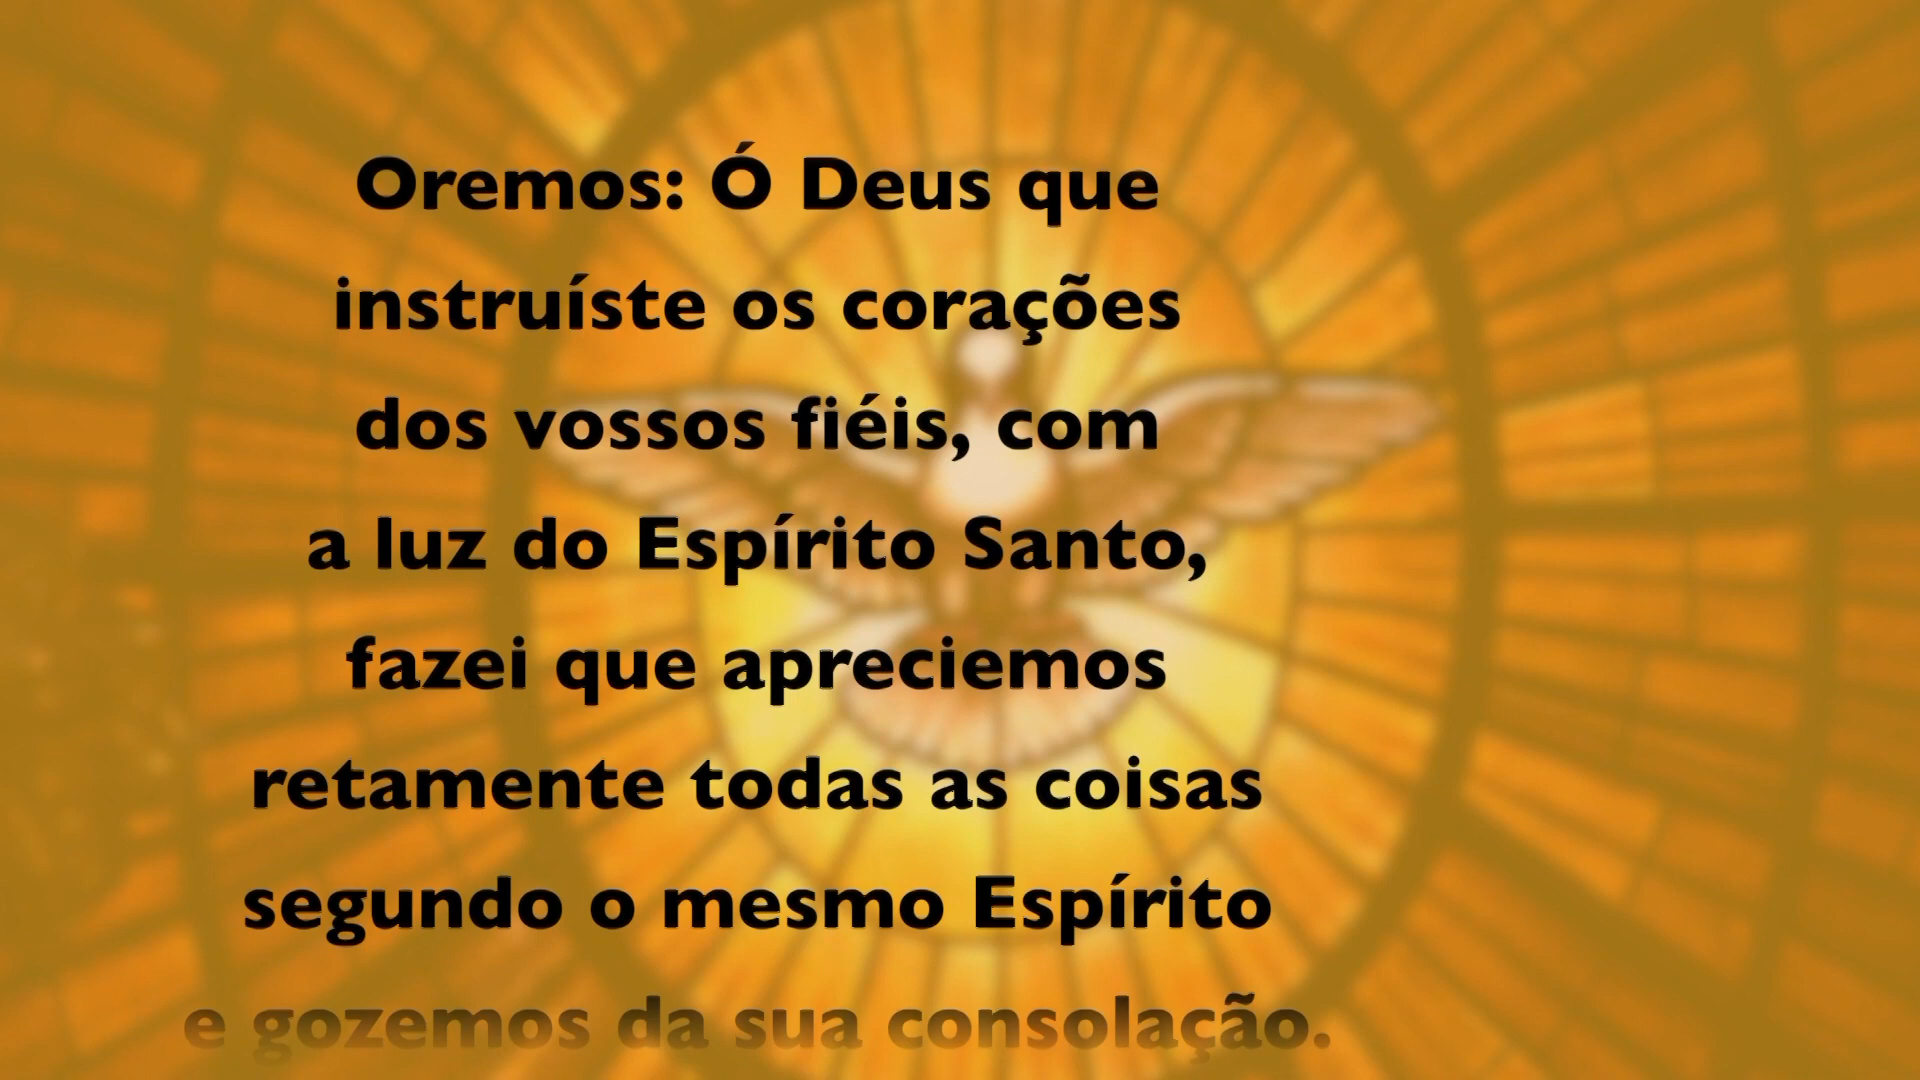 Oremos: Ó Deus que
instruíste os corações
dos vossos fiéis, com
a luz do Espírito Santo,
fazei que apreciemos
retamente todas as coisas
segundo o mesmo Espírito
e gozemos da sua consolação.